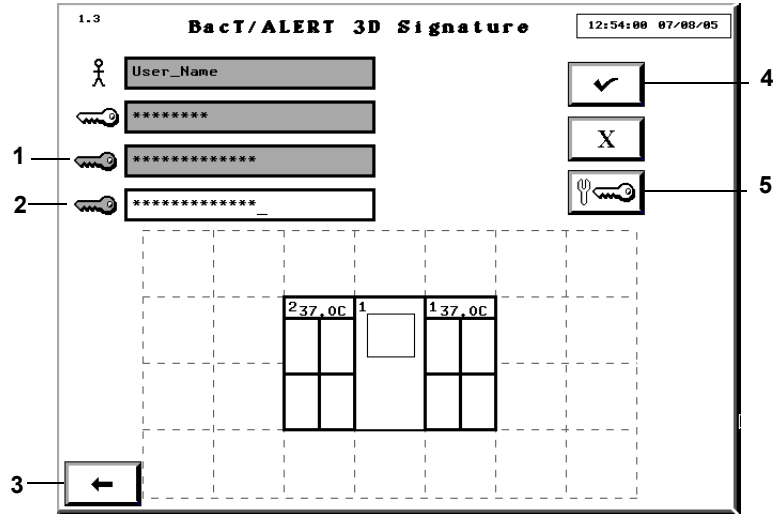 1.3
BacT/ALERT 3D Signature
12:54:00 07/08/05
User_Name
********
*************
*************_
X
1
2
3
4
5
2 37.0C
1
1 37.0C